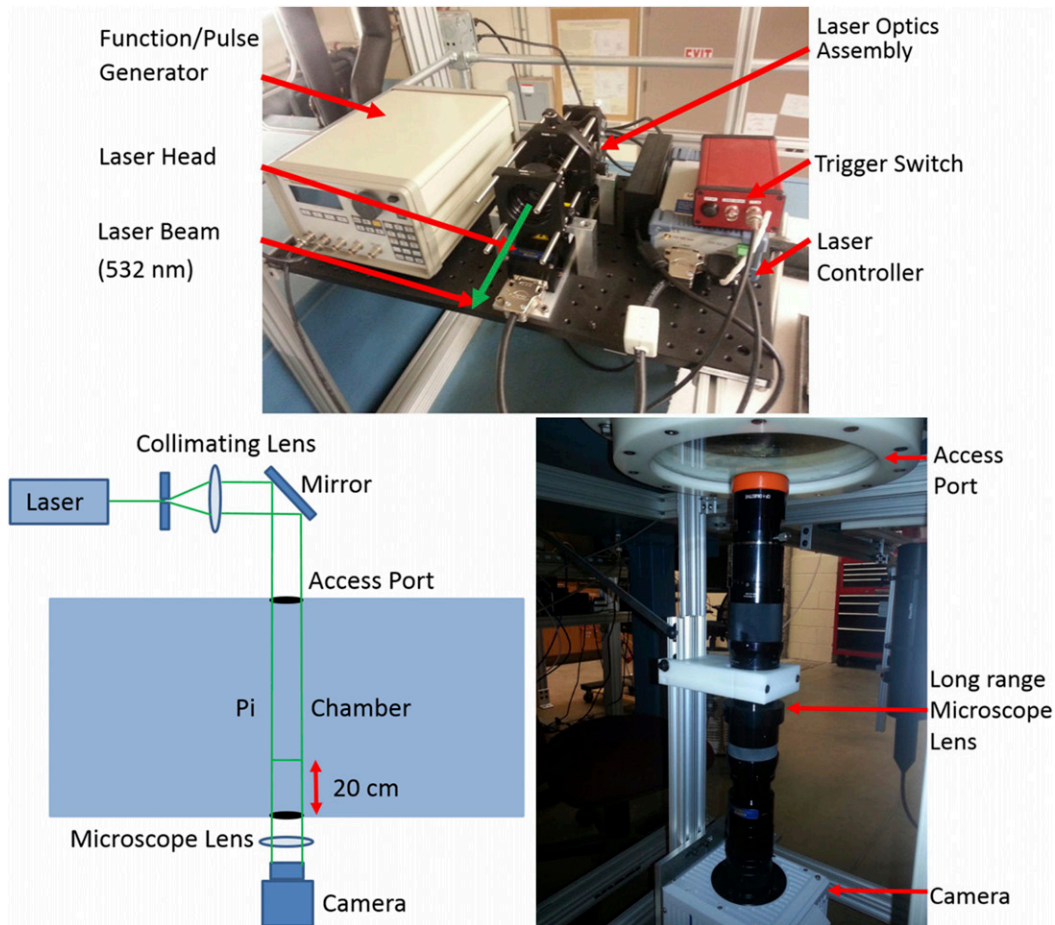 Function/Pulse
Generator
Laser Optics
Assembly
EXIT
Laser Head
Trigger Switch
Laser Beam
(532 nm)
Laser
Controller
Collimating Lens
Mirror
Laser
Access Port
Pi Chamber
20 cm
Microscope Lens
Camera
Access
Port
Long range
Microscope
Lens
Camera